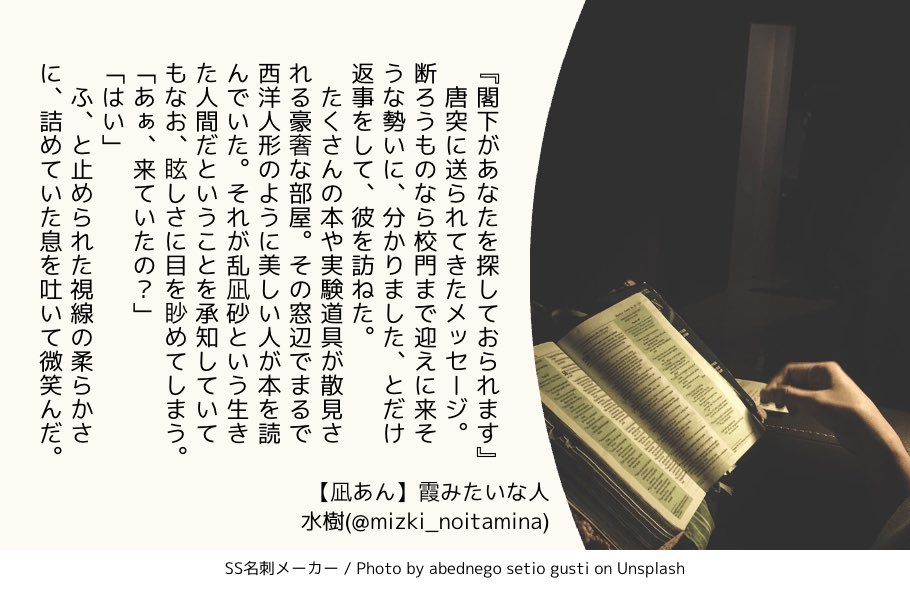 『閣下があなたを探しておられます』
　唐突に送られてきたメッセージ。
断ろうものなら校門まで迎えに来そ
うな勢いに、分かりました、とだけ
返事をして、彼を訪ねた。
　たくさんの本や実験道具が散見さ
れる豪奢な部屋。その窓辺でまるで
西洋人形のように美しい人が本を読
んでいた。それが乱凪砂という生き
た人間だということを承知していて
もなお、眩しさに目を眇めてしまう。
「あぁ、来ていたの？」
「はい」
　ふ、と止められた視線の柔らかさ
に、詰めていた息を吐いて微笑んだ。
【凪あん】霞みたいな人
水樹(@mizki_noitamina)
SS名刺メーカー / Photo by abednego setio gusti on Unsplash